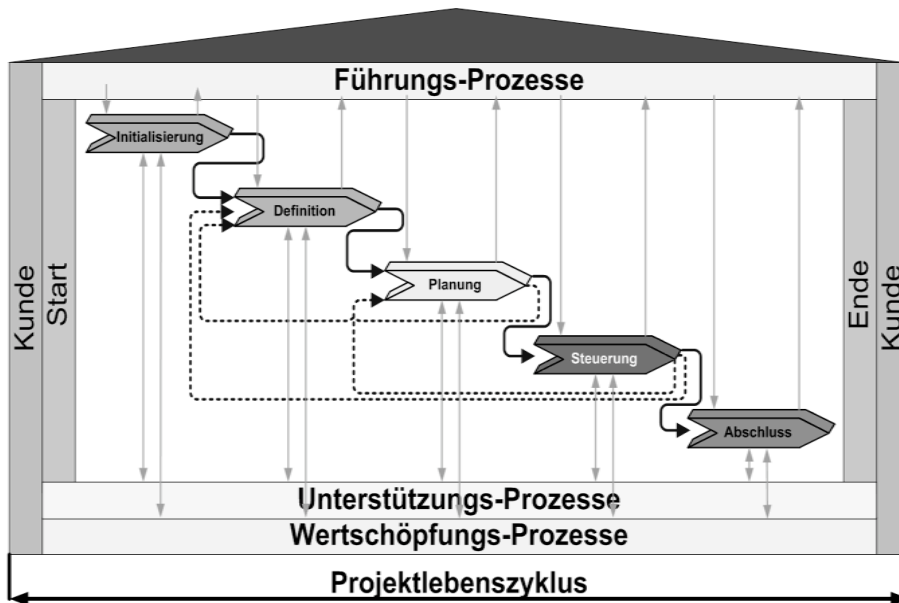 Führungs-Prozesse
Kunde
Start
Initialisierung
Definition
Planung
Steuerung
Abschluss
Ende
Kunde
Unterstützungs-Prozesse
Wertschöpfungs-Prozesse
Projektlebenszyklus